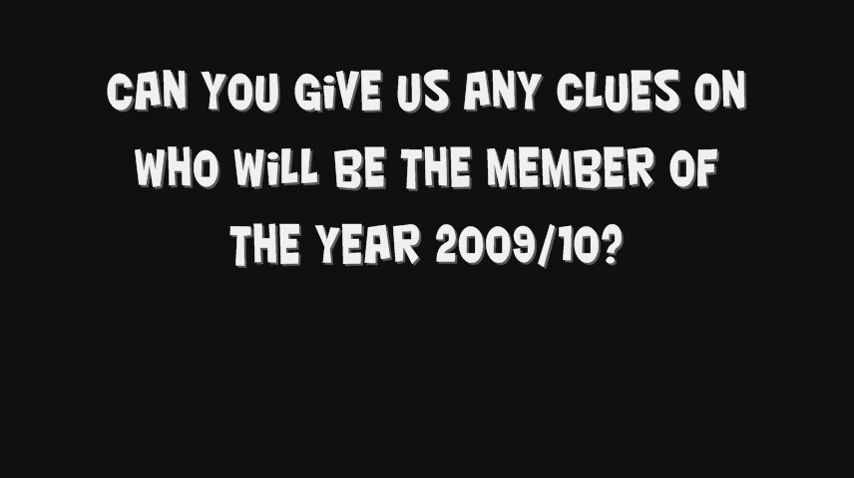 CAN YOU GiVE US ANY CLUES ON
WHO WiLL BE THE MEMBER OF
THE YEAR 2009/10?